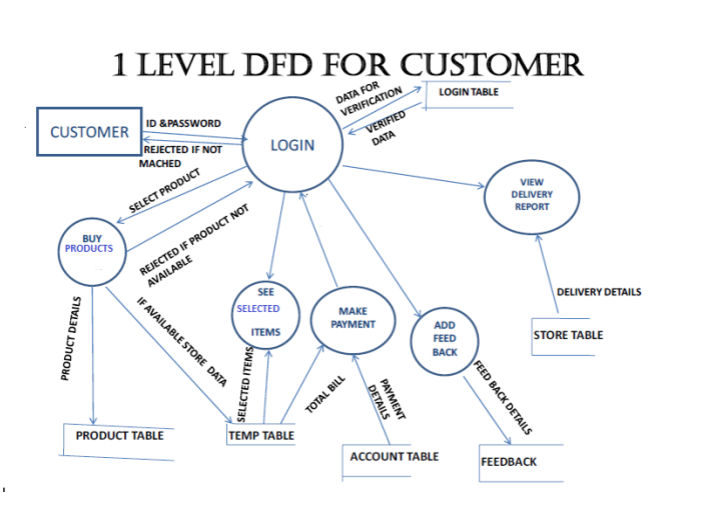 1 LEVEL DFD FOR CUSTOMER
DATA FOR
VERIFICATION
LOGIN TABLE
CUSTOMER
ID &PASSWORD
LOGIN
VERIFIED
DATA
REJECTED IF NOT
MACHED
SELECT PRODUCT
VIEW
DELIVERY
REPORT
BUY
PRODUCTS
REJECTED IF PRODUCT NOT
AVAILABLE
SEE
SELECTED
ITEMS
MAKE
PAYMENT
ADD
FEED
BACK
DELIVERY DETAILS
STORE TABLE
PRODUCT DETAILS
IF AVAILABLE STORE DATA
SELECTED ITEMS
TOTAL BILL
PAYMENT
DETAILS
FEED BACK DETAILS
PRODUCT TABLE
TEMP TABLE
ACCOUNT TABLE
FEEDBACK